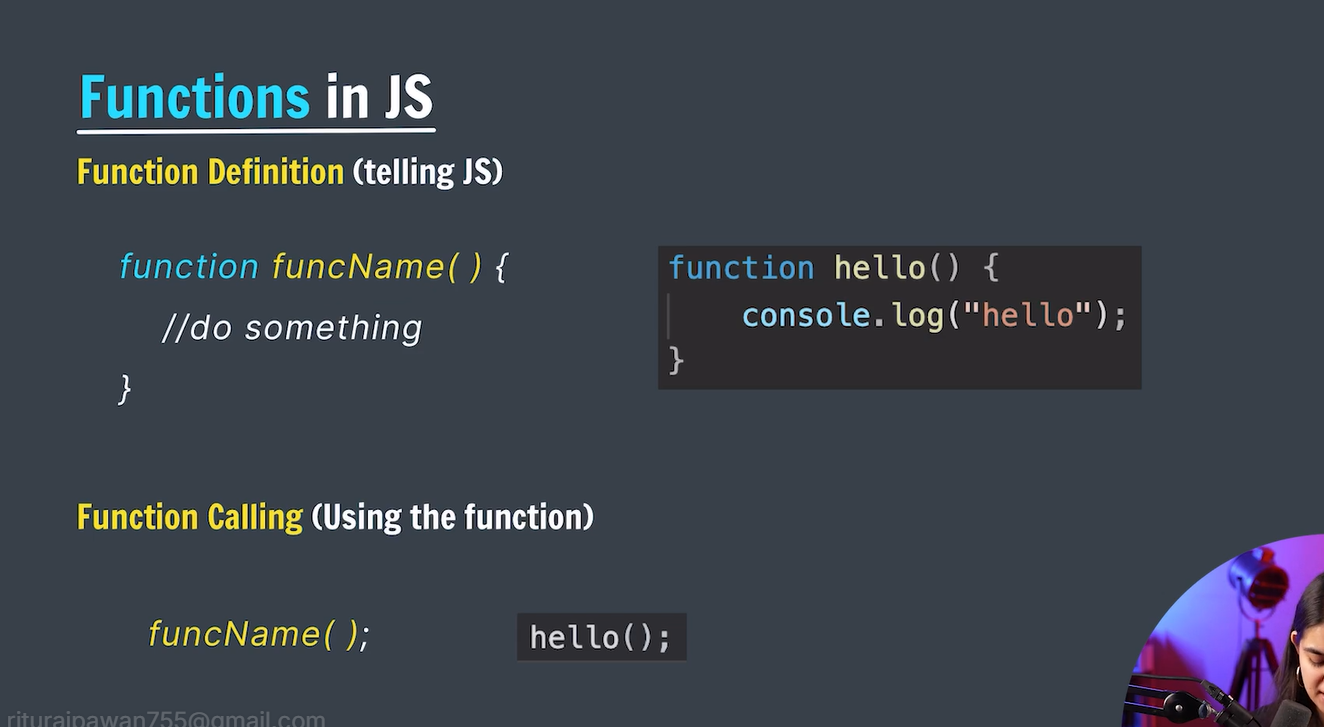 Functions in JS
Function Definition (telling JS)
function funcName( ) {
//do something
}
function hello() {
console.log("hello");
}
Function Calling (Using the function)
funcName( );
hello();
rituraipawan755@gmail.com